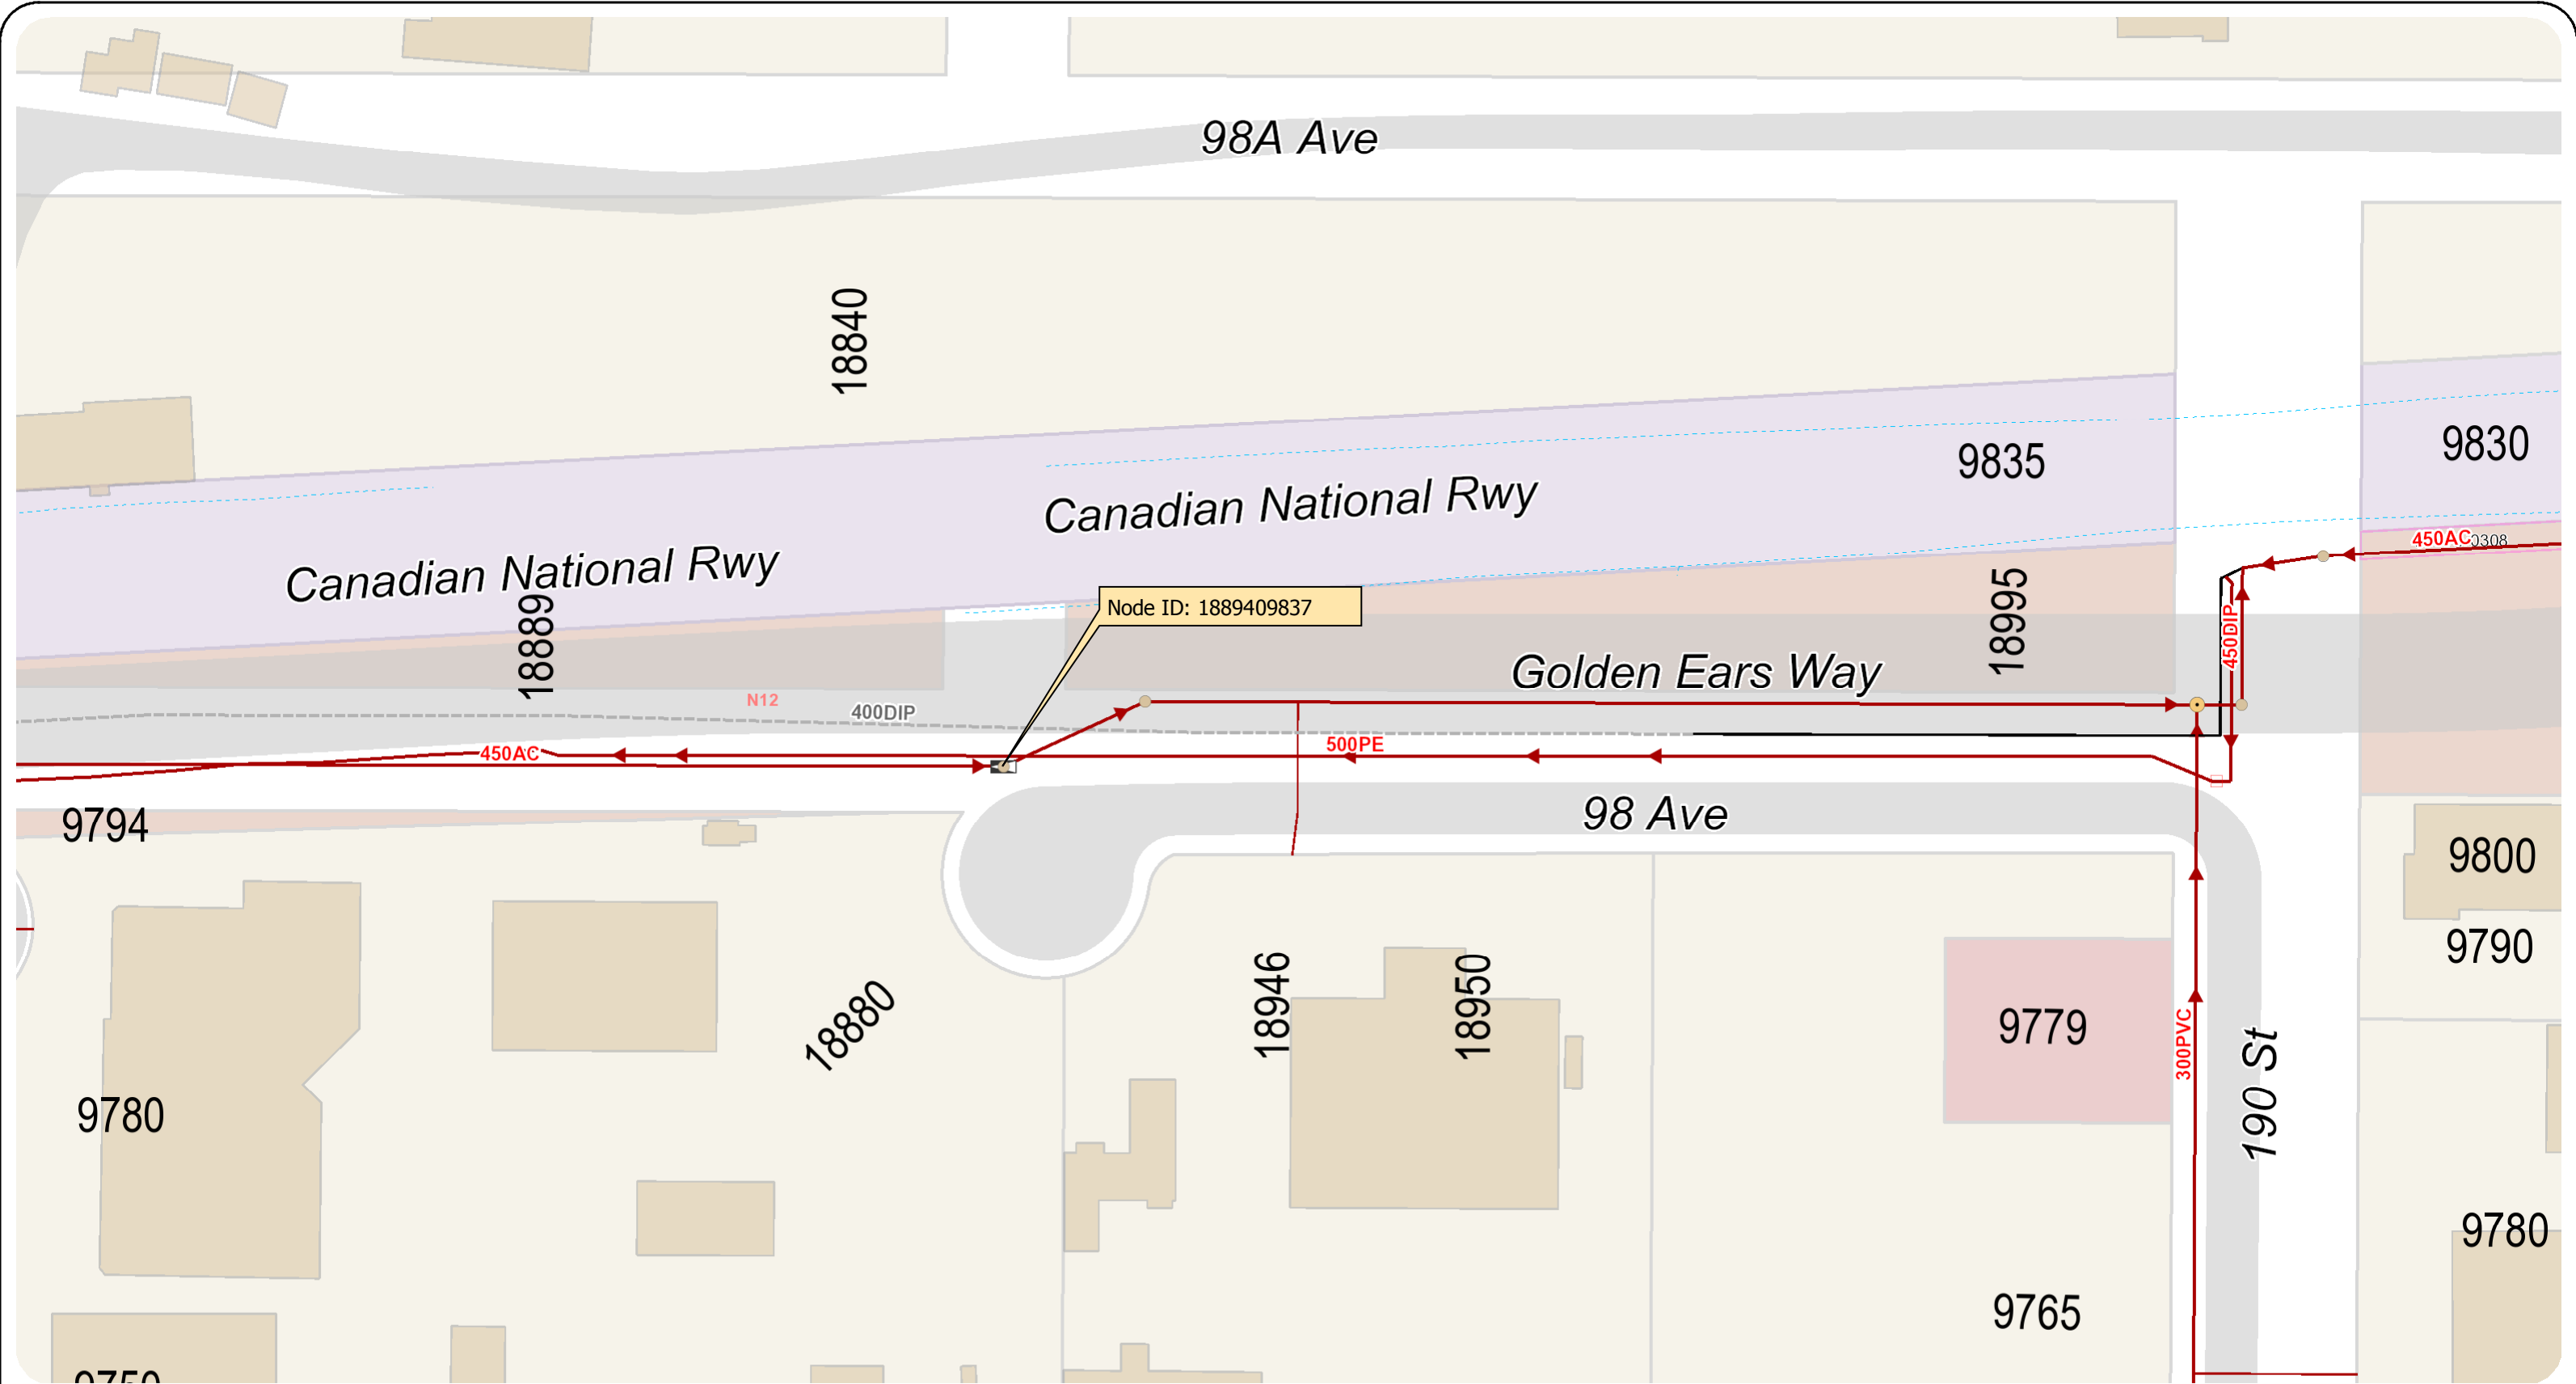 98A Ave
18840
9835
9830
Canadian National Rwy
Canadian National Rwy
450AC
0308
18889
Node ID: 1889409837
18995
450DIP
Golden Ears Way
N12
400DIP
450AC
500PE
9794
98 Ave
9800
9790
18880
18946
18950
9779
300PVC
190 St
9780
9780
9765
9750